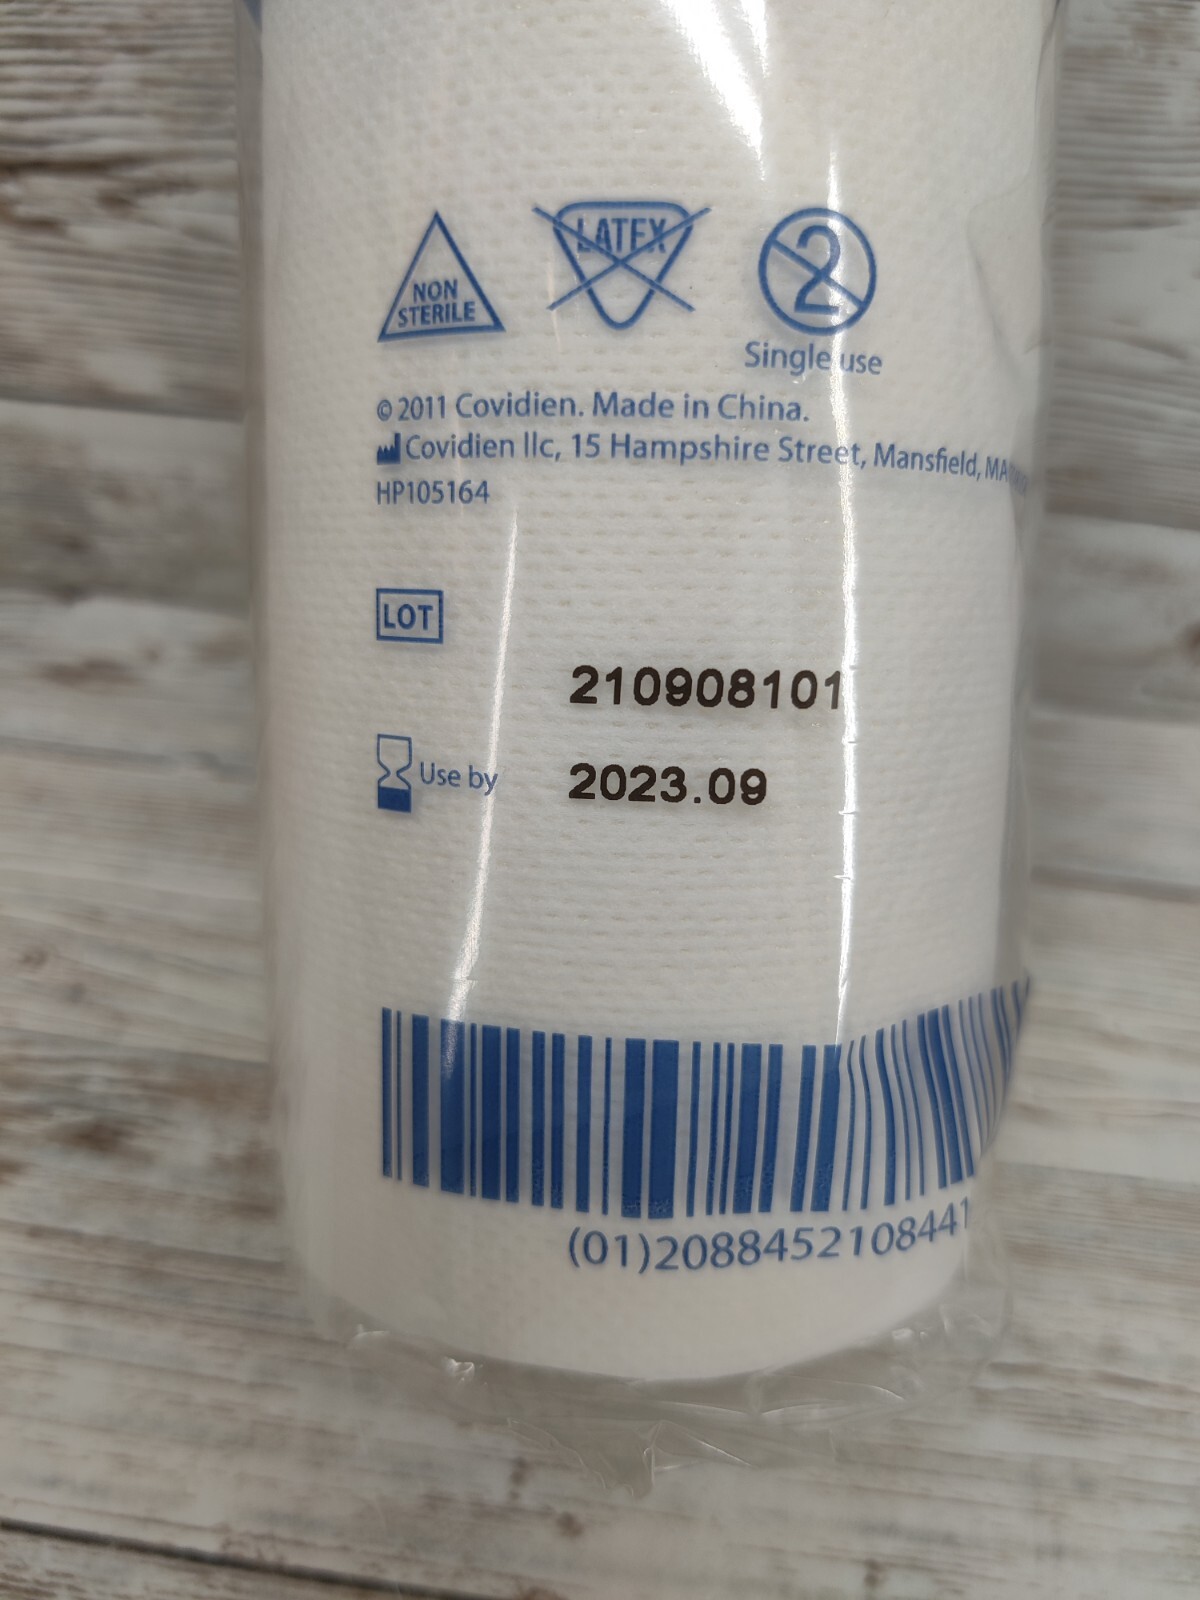 NON
STERILE
LATEX
2
Single use
© 2011 Covidien. Made in China.
Covidien llc, 15 Hampshire Street, Mansfield, MA
HP105164
LOT
210908101
Use by
2023.09
(01)2088452108441